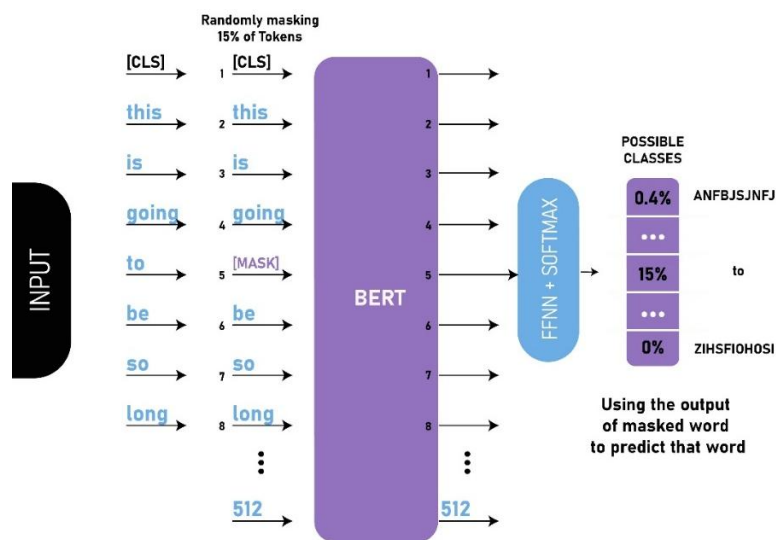 Randomly masking
15% of Tokens
INPUT
[CLS] 1 [CLS] 1
this 2 this 2
is 3 is 3
going 4 going 4
to 5 [MASK] 5
be 6 be 6
so 7 so 7
long 8 long 8
512 512
BERT
FFNN + SOFTMAX
POSSIBLE
CLASSES
0.4% ANFBJSJNFJ
...
15% to
...
0% ZIHSFIOHOSI
Using the output
of masked word
to predict that word